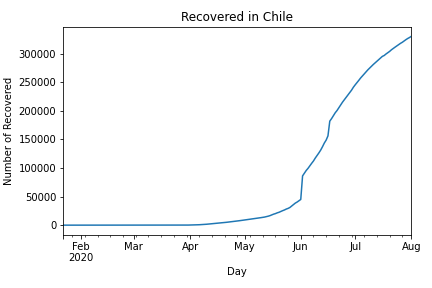 Recovered in Chile
Number of Recovered
300000
250000
200000
150000
100000
50000
0
Feb Mar Apr May Jun Jul Aug
2020
Day